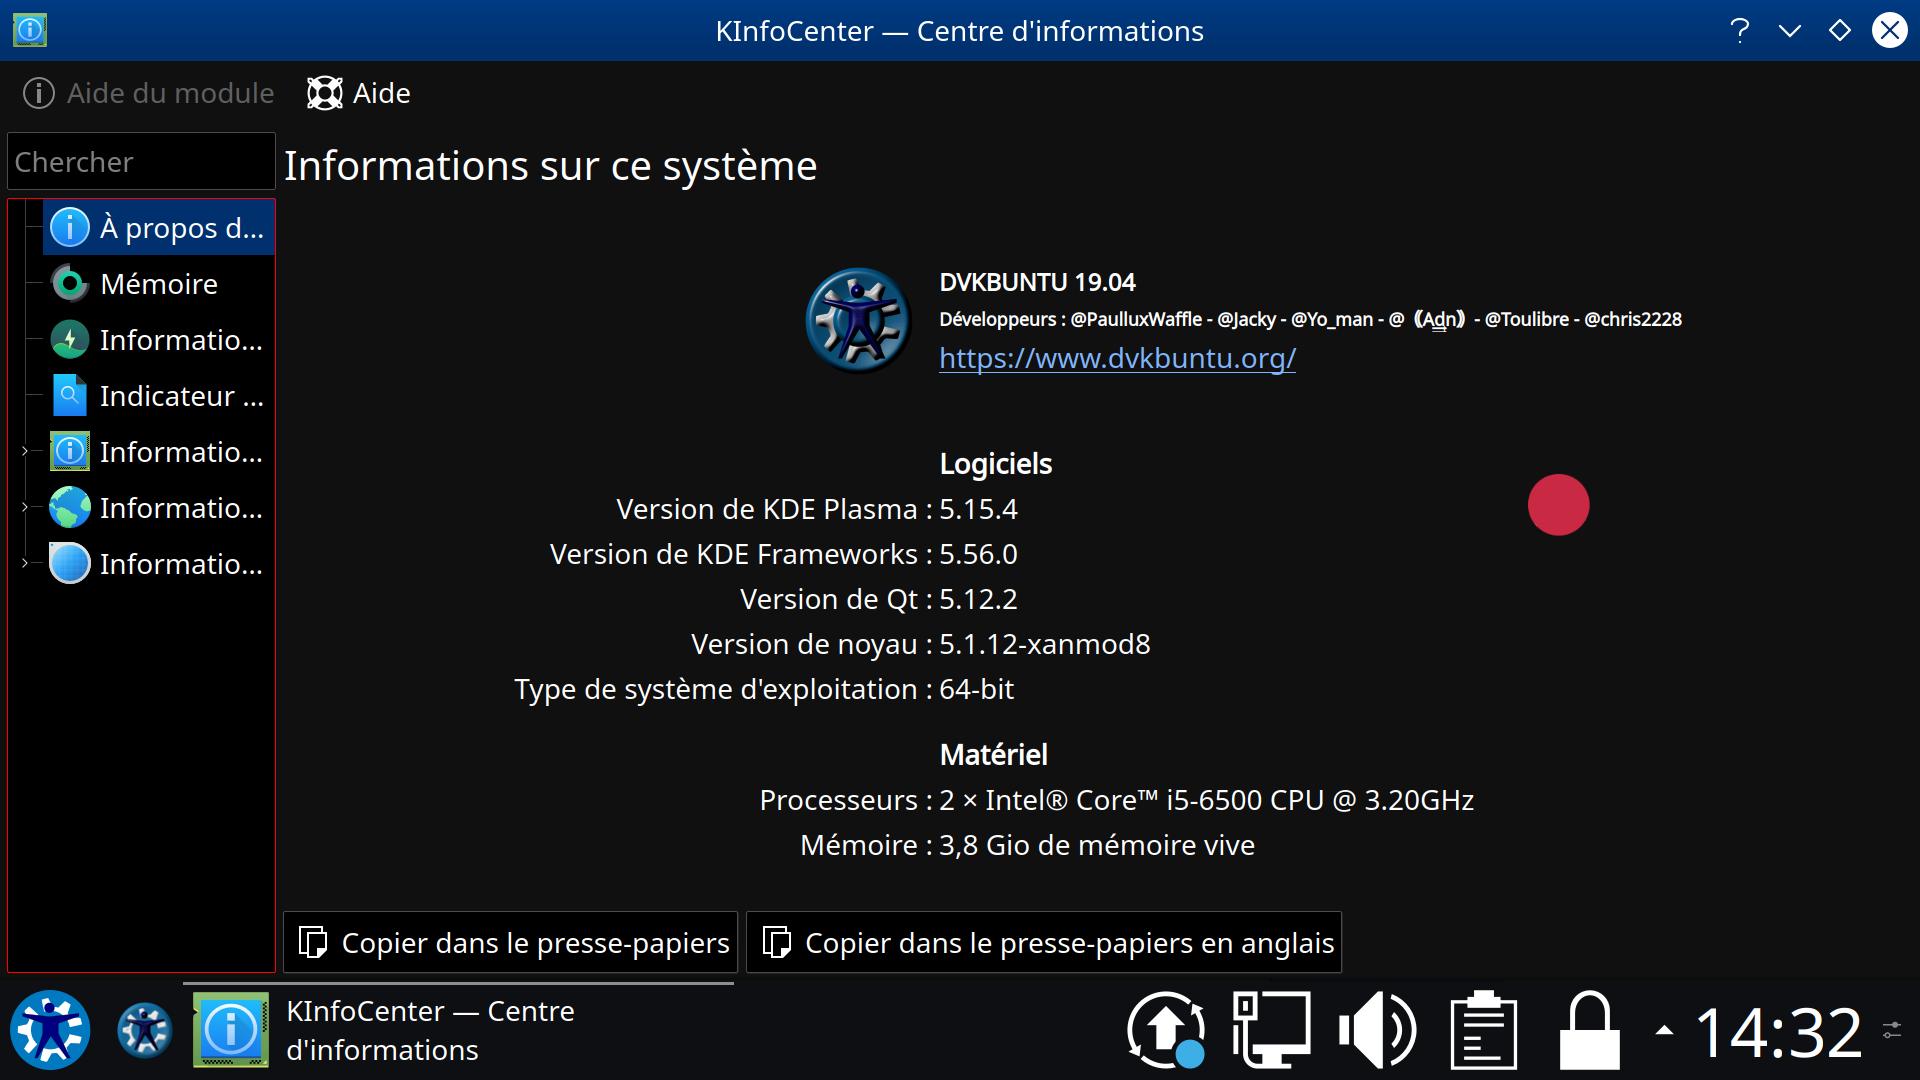 KInfoCenter — Centre d'informations
Aide du module Aide
Chercher
Informations sur ce système
À propos d...
Mémoire
Informatio...
Indicateur ...
Informatio...
Informatio...
Informatio...
DVKBUNTU 19.04
Développeurs : @PaulluxWaffle - @Jacky - @Yo_man - @⸨Ad̳n⸩ - @Toulibre - @chris2228
https://www.dvkbuntu.org/
Logiciels
Version de KDE Plasma : 5.15.4
Version de KDE Frameworks : 5.56.0
Version de Qt : 5.12.2
Version de noyau : 5.1.12-xanmod8
Type de système d'exploitation : 64-bit
Matériel
Processeurs : 2 × Intel® Core™ i5-6500 CPU @ 3.20GHz
Mémoire : 3,8 Gio de mémoire vive
Copier dans le presse-papiers Copier dans le presse-papiers en anglais
KInfoCenter — Centre
d'informations
14:32